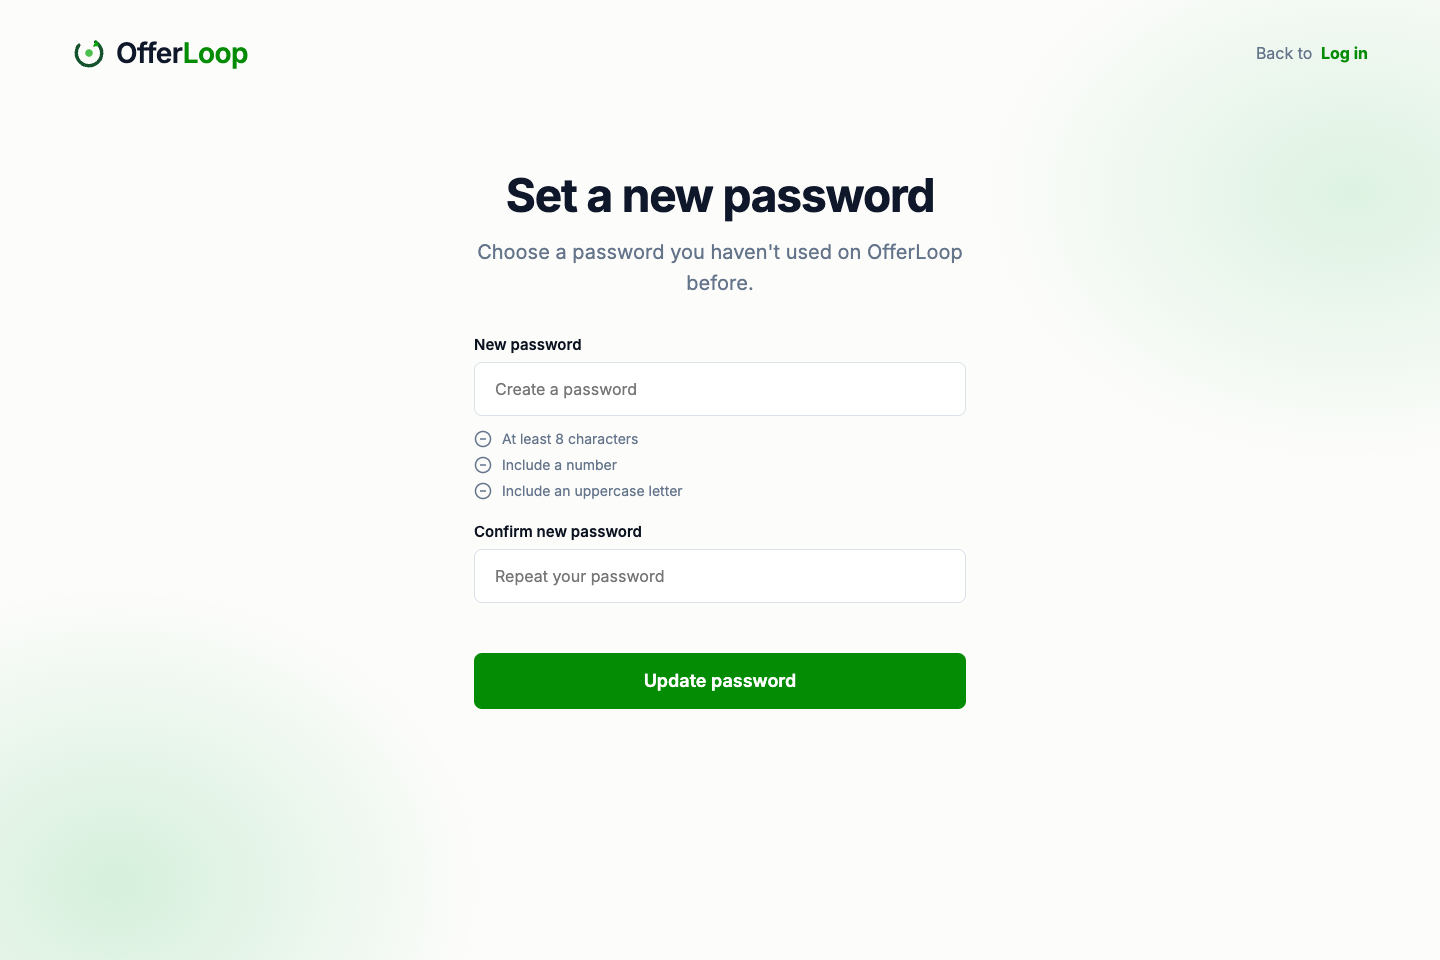 OfferLoop
Back to Log in
Set a new password
Choose a password you haven't used on OfferLoop
before.
New password
Create a password
At least 8 characters
Include a number
Include an uppercase letter
Confirm new password
Repeat your password
Update password